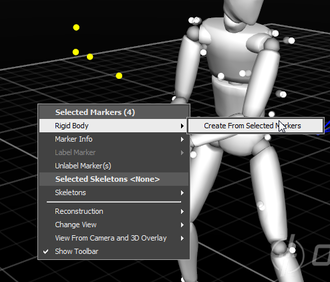 Selected Markers (4)
Rigid Body
Create From Selected Markers
Marker Info
Label Marker
Unlabel Marker(s)
Selected Skeletons <None>
Skeletons
Reconstruction
Change View
View From Camera and 3D Overlay
Show Toolbar